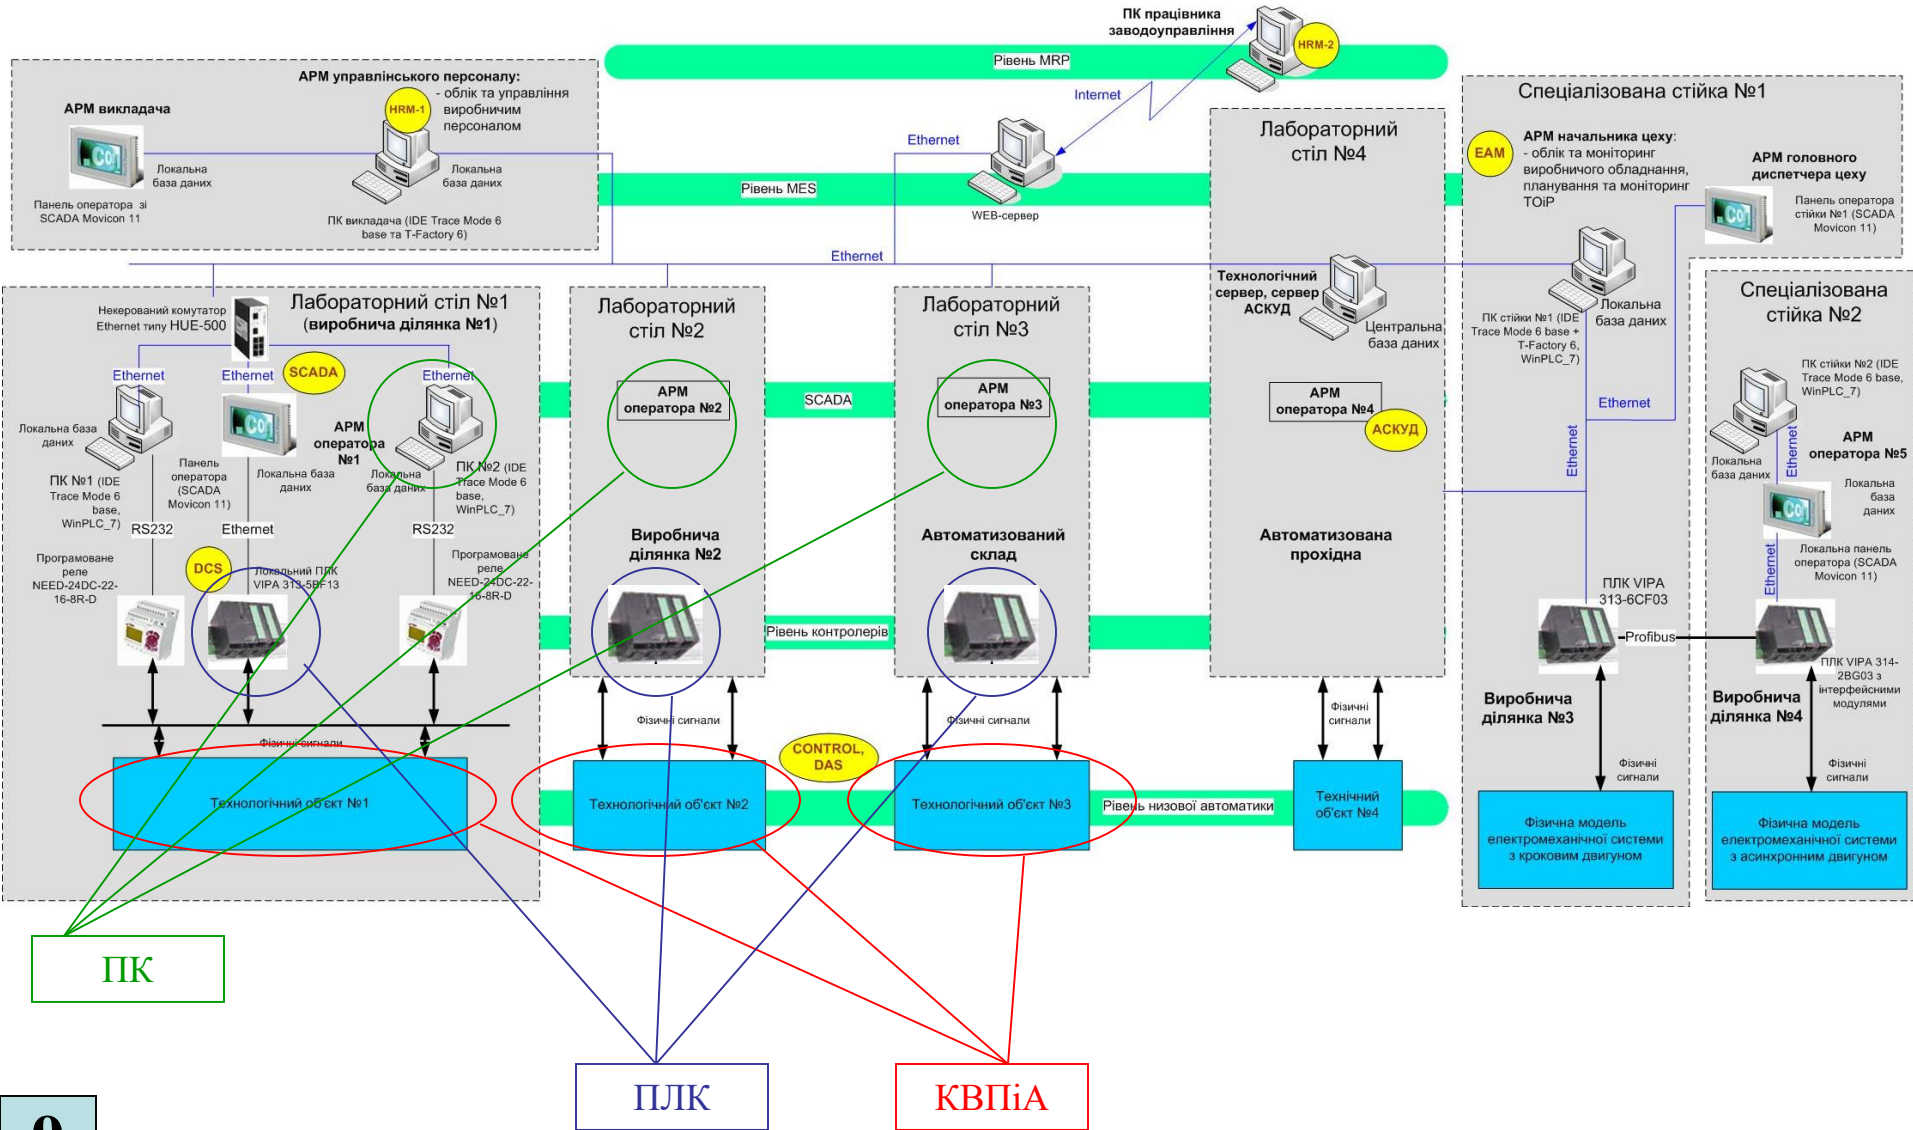 ПК працівника
заводоуправління
HRM-2
Рівень MRP
Internet
АРМ управлінського персоналу:
- облік та управління
виробничим
персоналом
HRM-1
АРМ викладача
Локальна
база даних
Локальна
база даних
Панель оператора зі
SCADA Movicon 11
ПК викладача (IDE Trace Mode 6
base та T-Factory 6)
Ethernet
Рівень MES
WEB-сервер
Ethernet
Лабораторний
стіл №4
Технологічний
сервер, сервер
АСКУД
Центральна
база даних
АРМ
оператора №4
АСКУД
Автоматизована
прохідна
Фізичні
сигнали
Технічний
об'єкт №4
Спеціалізована стійка №1
EAM
АРМ начальника цеху:
- облік та моніторинг
виробничого обладнання,
планування та моніторинг
ТОіР
АРМ головного
диспетчера цеху
Панель оператора
стійки №1 (SCADA
Movicon 11)
Локальна
база даних
ПК стійки №1 (IDE
Trace Mode 6 base +
T-Factory 6,
WinPLC_7)
Ethernet
Ethernet
ПЛК VIPA
313-6CF03
Profibus
Виробнича
ділянка №3
Фізичні
сигнали
Фізична модель
електромеханічної системи
з кроковим двигуном
Спеціалізована
стійка №2
ПК стійки №2 (IDE
Trace Mode 6 base,
WinPLC_7)
Локальна
база даних
Ethernet
АРМ
оператора №5
Локальна
база
даних
Ethernet
Локальна панель
оператора (SCADA
Movicon 11)
ПЛК VIPA 314-
2BG03 з
інтерфейсними
модулями
Виробнича
ділянка №4
Фізичні
сигнали
Фізична модель
електромеханічної системи
з асинхронним двигуном
Лабораторний стіл №1
(виробнича ділянка №1)
Некерований комутатор
Ethernet типу HUE-500
Ethernet
Ethernet
Ethernet
SCADA
Локальна база
даних
ПК №1 (IDE
Trace Mode 6
base,
WinPLC_7)
Панель
оператора
(SCADA
Movicon 11)
АРМ
оператора
№1
Локальна база
даних
Локальна
база даних
ПК №2 (IDE
Trace Mode 6
base,
WinPLC_7)
RS232
Ethernet
RS232
Програмоване
реле
NEED-24DC-22-
16-8R-D
DCS
Локальний ПЛК
VIPA 313-5BF13
Програмоване
реле
NEED-24DC-22-
16-8R-D
Фізичні сигнали
Технологічний об'єкт №1
Лабораторний
стіл №2
АРМ
оператора №2
SCADA
Виробнича
ділянка №2
Рівень контролерів
Фізичні сигнали
CONTROL,
DAS
Технологічний об'єкт №2
Лабораторний
стіл №3
АРМ
оператора №3
Автоматизований
склад
Фізичні сигнали
Технологічний об'єкт №3
Рівень низової автоматики
ПК
ПЛК
КВПіА
9